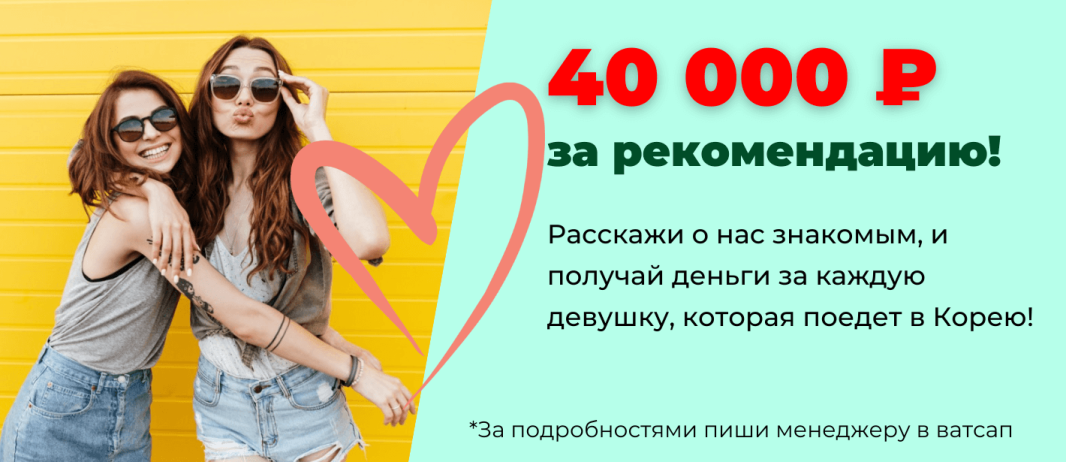 40 000 ₽
за рекомендацию!
Расскажи о нас знакомым, и
получай деньги за каждую
девушку, которая поедет в Корею!
*За подробностями пиши менеджеру в ватсап